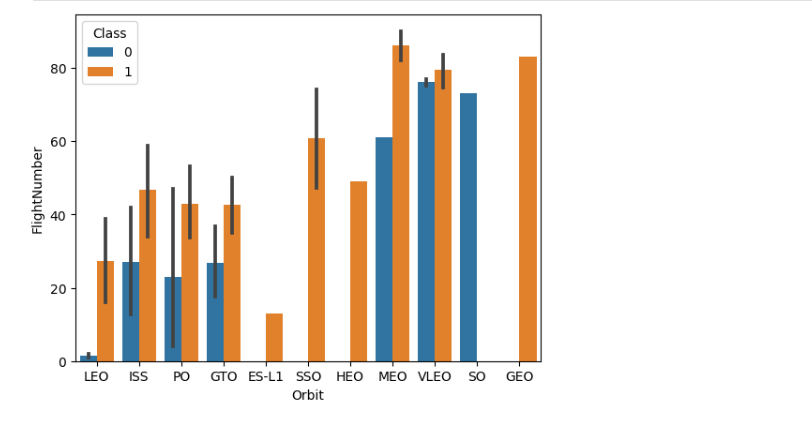 Class
0
1
80
60
40
20
0
FlightNumber
LEO ISS PO GTO ES-L1 SSO HEO MEO VLEO SO GEO
Orbit